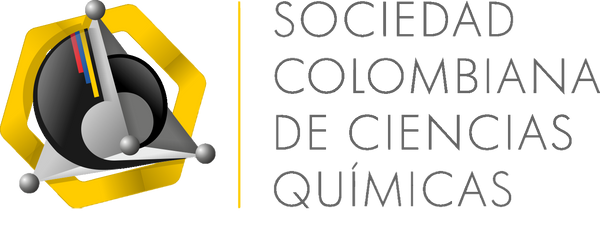 SOCIEDAD
COLOMBIANA
DE CIENCIAS
QUÍMICAS